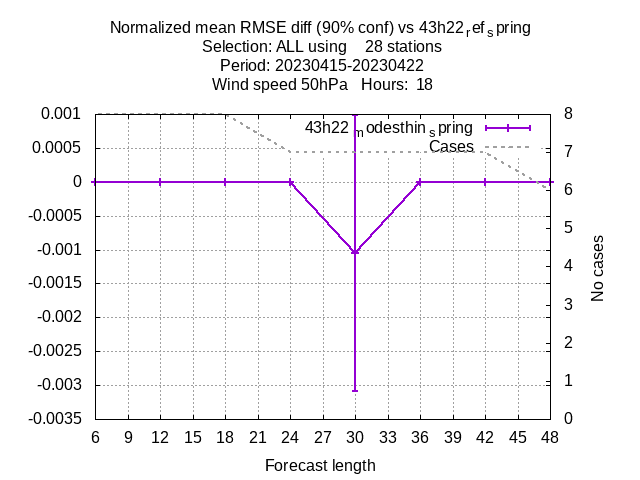 Normalized mean RMSE diff (90% conf) vs 43h22refspring
Selection: ALL using 28 stations
Period: 20230415-20230422
Wind speed 50hPa Hours: 18
43h22modesthinspring
Cases
0.001
0.0005
0
-0.0005
-0.001
-0.0015
-0.002
-0.0025
-0.003
-0.0035
8
7
6
5
4
3
2
1
0
No cases
6 9 12 15 18 21 24 27 30 33 36 39 42 45 48
Forecast length